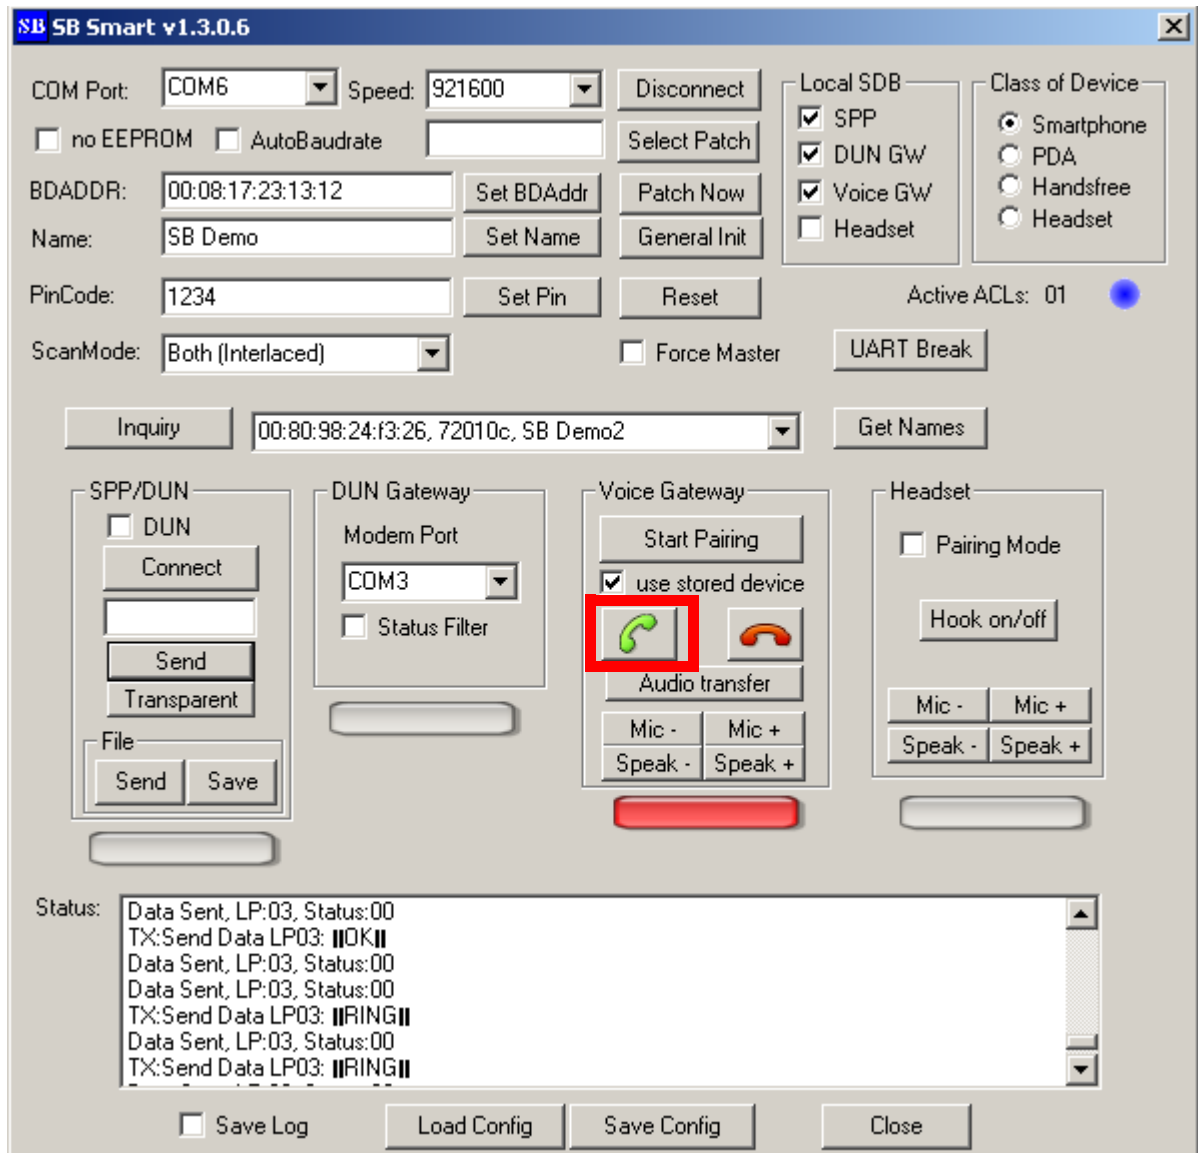 SB SB Smart v1.3.0.6
COM Port: COM6 Speed: 921600 Disconnect
no EEPROM AutoBaudrate Select Patch
BDADDR: 00:08:17:23:13:12 Set BDAddr Patch Now
Name: SB Demo Set Name General Init
PinCode: 1234 Set Pin Reset
ScanMode: Both (Interlaced) Force Master UART Break
Local SDB
SPP
DUN GW
Voice GW
Headset
Class of Device
Smartphone
PDA
Handsfree
Headset
Active ACLs: 01
Inquiry 00:80:98:24:f3:26, 72010c, SB Demo2 Get Names
SPP/DUN
DUN
Connect
Send
Transparent
File
Send Save
DUN Gateway
Modem Port
COM3
Status Filter
Voice Gateway
Start Pairing
use stored device
Audio transfer
Mic - Mic +
Speak - Speak +
Headset
Pairing Mode
Hook on/off
Mic - Mic +
Speak - Speak +
Status:
Data Sent, LP:03, Status:00
TX:Send Data LP03: ||OK||
Data Sent, LP:03, Status:00
Data Sent, LP:03, Status:00
TX:Send Data LP03: ||RING||
Data Sent, LP:03, Status:00
TX:Send Data LP03: ||RING||
Save Log Load Config Save Config Close